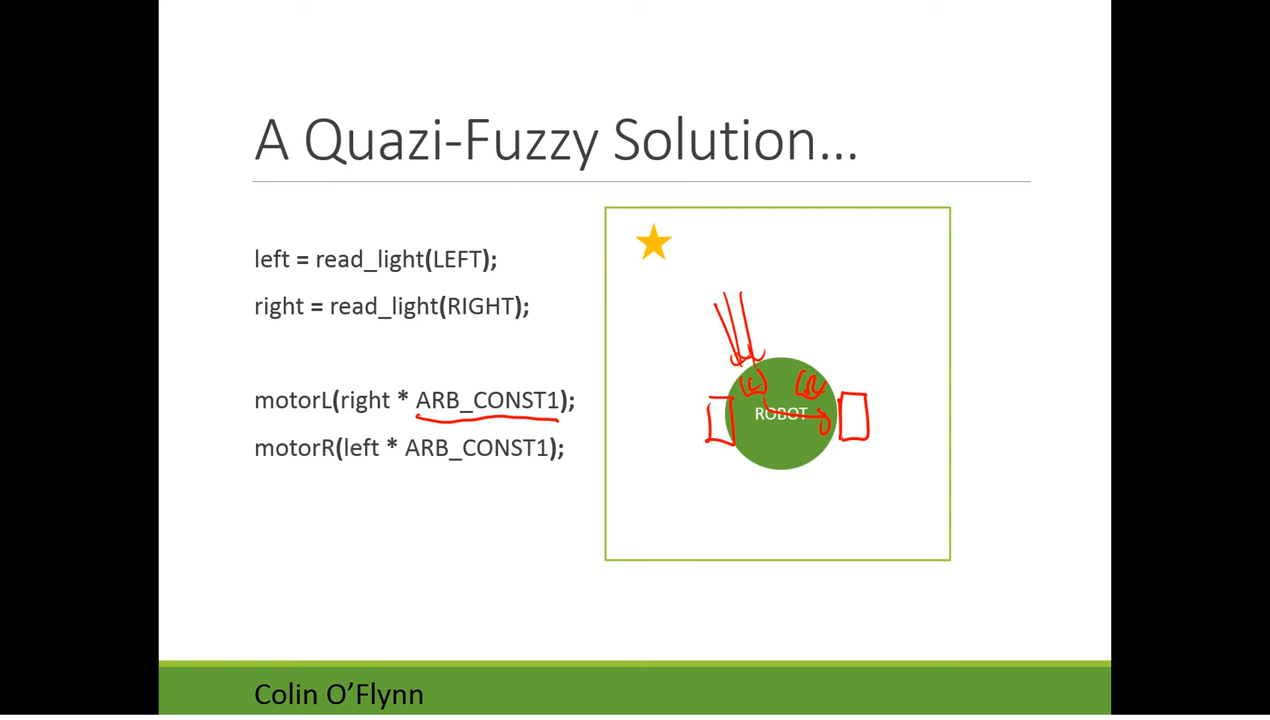 A Quazi-Fuzzy Solution...
left = read_light(LEFT);
right = read_light(RIGHT);
motorL(right * ARB_CONST1);
motorR(left * ARB_CONST1);
L
R
ROBOT
Colin O’Flynn